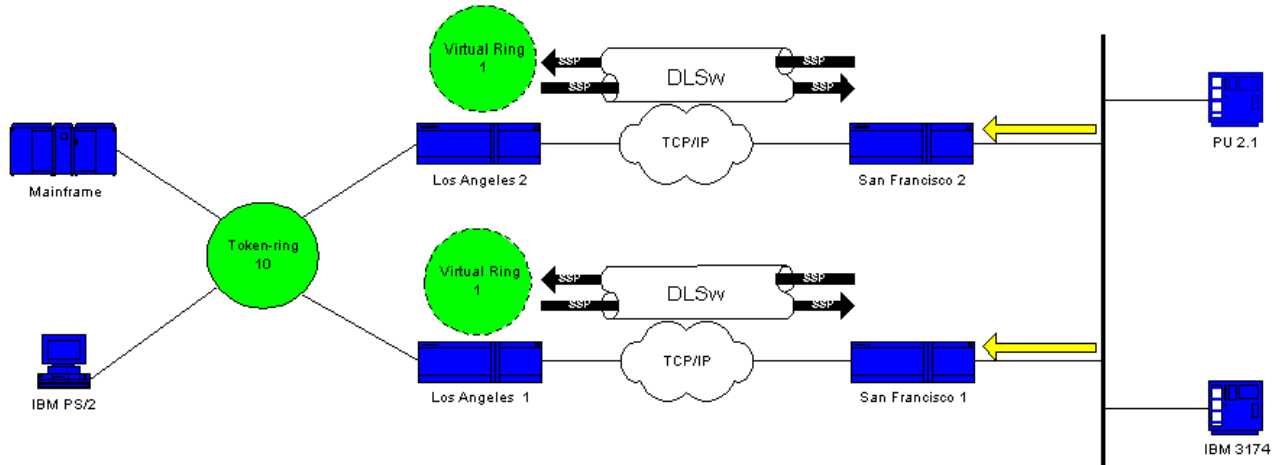 Virtual Ring
1
SSP
SSP
DLSw
SSP
SSP
TCP/IP
Mainframe
Los Angeles 2
San Francisco 2
PU 2.1
Token-ring
10
Virtual Ring
1
SSP
SSP
DLSw
SSP
SSP
TCP/IP
IBM PS/2
Los Angeles 1
San Francisco 1
IBM 3174